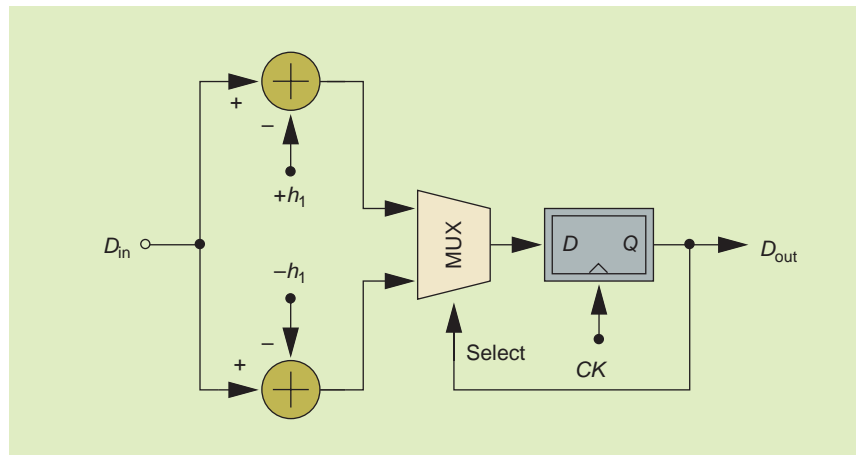 +
–
+h1
Din
–h1
–
+
MUX
D Q
Dout
Select
CK